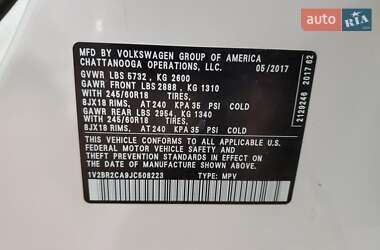 auto RIA
MFD BY VOLKSWAGEN GROUP OF AMERICA
CHATTANOOGA OPERATIONS, LLC.
05/2017
GVWR LBS 5732, KG 2600
GAWR FRONT LBS 2888, KG 1310
WITH 245/60R18 TIRES,
8JX18 RIMS, AT 240 KPA 35 PSI COLD
GAWR REAR LBS 2954, KG 1340
WITH 245/60R18 TIRES,
8JX18 RIMS, AT 240 KPA 35 PSI COLD
THIS VEHICLE CONFORMS TO ALL APPLICABLE U.S.
FEDERAL MOTOR VEHICLE SAFETY STANDARDS IN EFFECT
ON THE DATE OF MANUFACTURE SHOWN ABOVE.
1V2BR2CA9JC508223 TYPE: MPV
2129246 2017 62